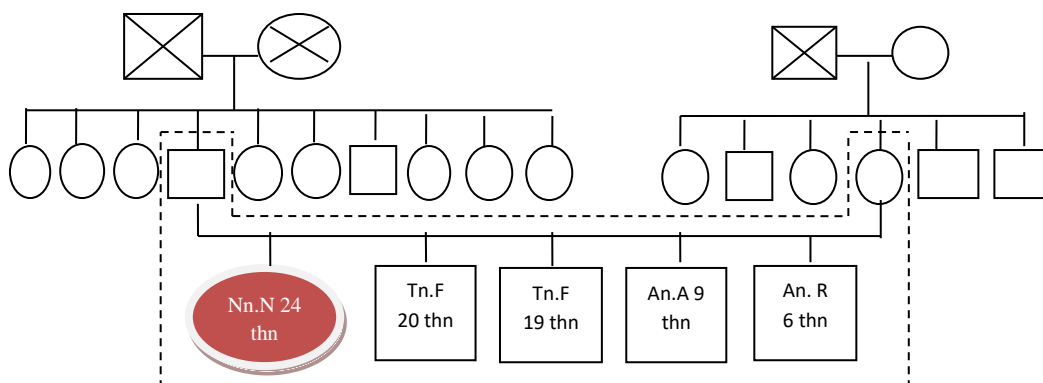 Nn.N 24
thn
Tn.F
20 thn
Tn.F
19 thn
An.A 9
thn
An. R
6 thn